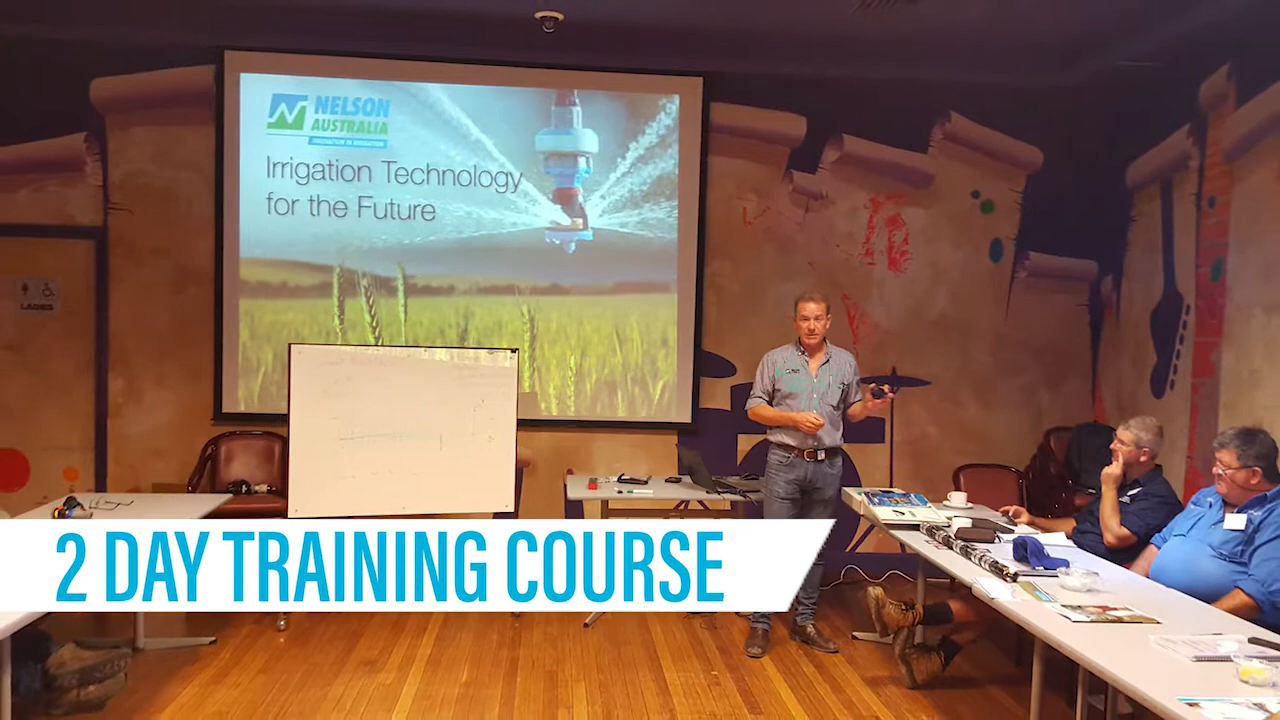 NELSON
AUSTRALIA
INNOVATION IN IRRIGATION
Irrigation Technology
for the Future
LADIES
2 DAY TRAINING COURSE